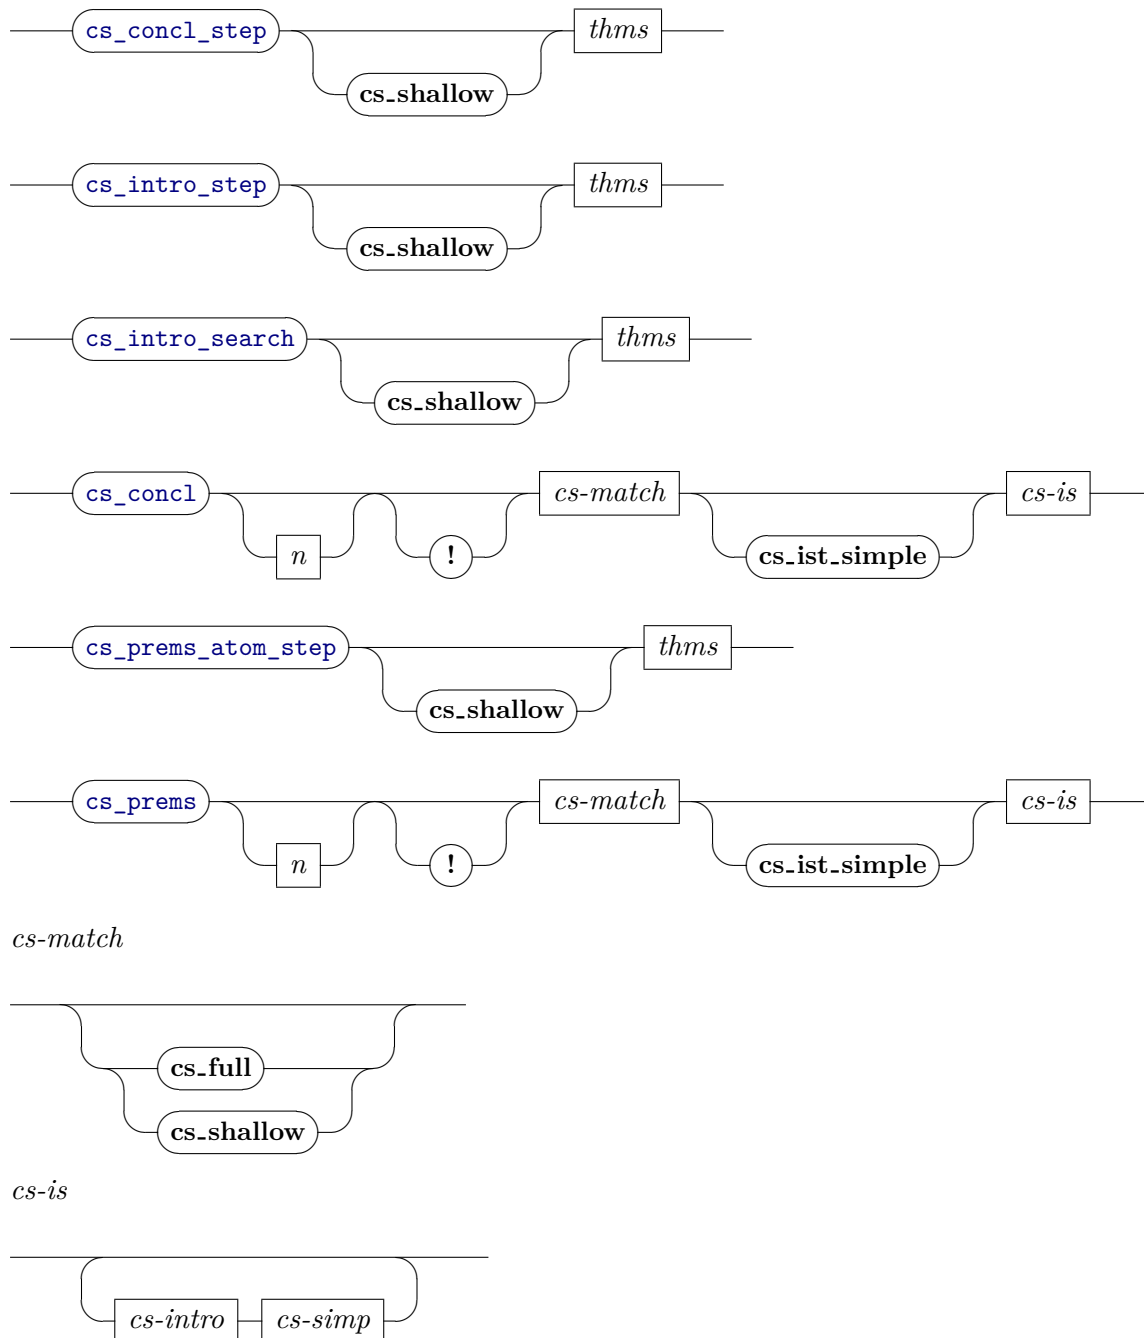 cs_concl_step thms
cs_shallow
cs_intro_step thms
cs_shallow
cs_intro_search thms
cs_shallow
cs_concl cs-match cs-is
n ! cs_ist_simple
cs_prems_atom_step thms
cs_shallow
cs_prems cs-match cs-is
n ! cs_ist_simple
cs-match
cs_full
cs_shallow
cs-is
cs-intro cs-simp